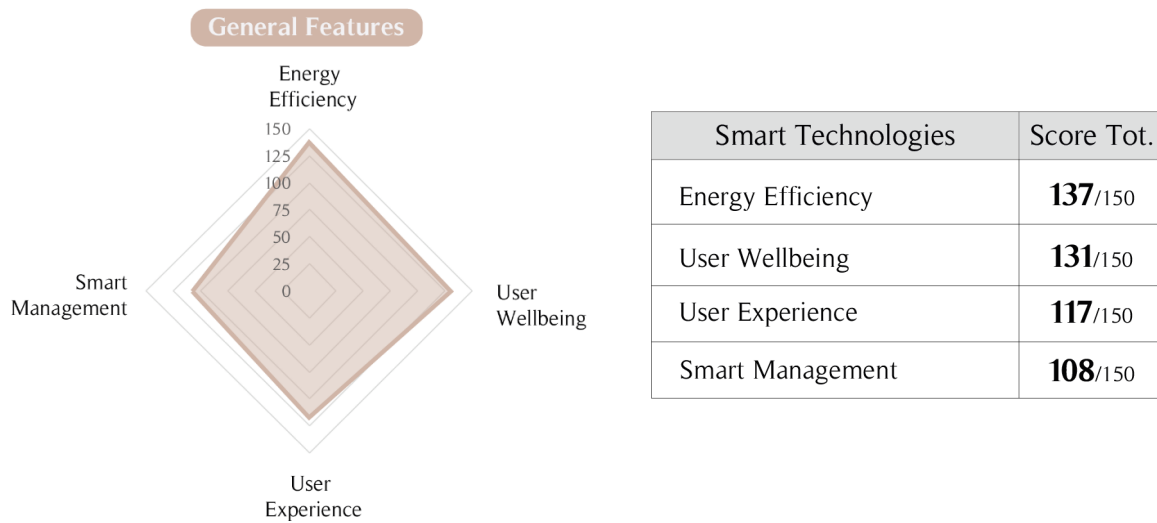 General Features
Energy
Efficiency
150
125
100
75
50
25
0
Smart
Management
User
Wellbeing
User
Experience
Smart Technologies Score Tot.
Energy Efficiency 137/150
User Wellbeing 131/150
User Experience 117/150
Smart Management 108/150